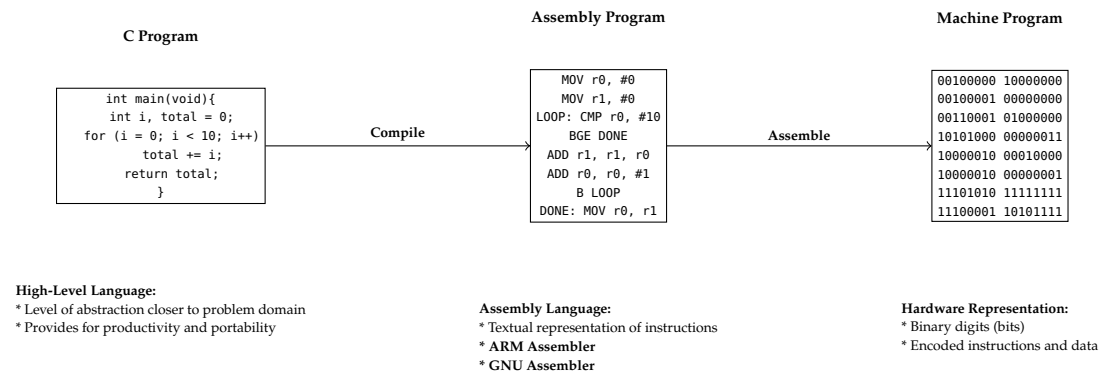 C Program
int main(void){
int i, total = 0;
for (i = 0; i < 10; i++)
total += i;
return total;
}
Compile
Assembly Program
MOV r0, #0
MOV r1, #0
LOOP: CMP r0, #10
BGE DONE
ADD r1, r1, r0
ADD r0, r0, #1
B LOOP
DONE: MOV r0, r1
Assemble
Machine Program
00100000 10000000
00100001 00000000
00110001 01000000
10101000 00000011
10000010 00010000
10000010 00000001
11101010 11111111
11100001 10101111
High-Level Language:
* Level of abstraction closer to problem domain
* Provides for productivity and portability
Assembly Language:
* Textual representation of instructions
* ARM Assembler
* GNU Assembler
Hardware Representation:
* Binary digits (bits)
* Encoded instructions and data